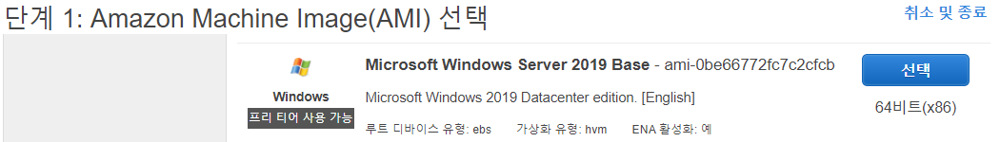 단계 1: Amazon Machine Image(AMI) 선택
취소 및 종료
Microsoft Windows Server 2019 Base - ami-0be66772fc7c2cfcb
선택
Windows
Microsoft Windows 2019 Datacenter edition. [English]
64비트(x86)
프리 티어 사용 가능
루트 디바이스 유형: ebs 가상화 유형: hvm ENA 활성화: 예